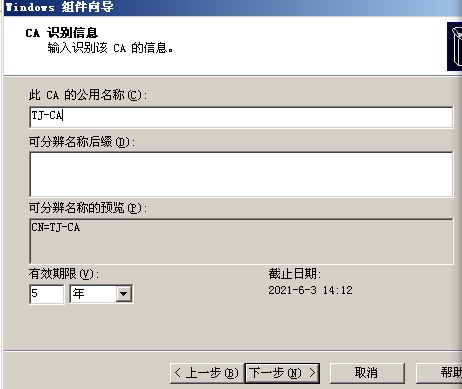 Windows 组件向导
CA 识别信息
输入识别该 CA 的信息。
此 CA 的公用名称(C):
TJ-CA
可分辨名称后缀(D):
可分辨名称的预览(P):
CN=TJ-CA
有效期限(V):
截止日期:
5
年
2021-6-3 14:12
< 上一步(B)
下一步(N) >
取消
帮助